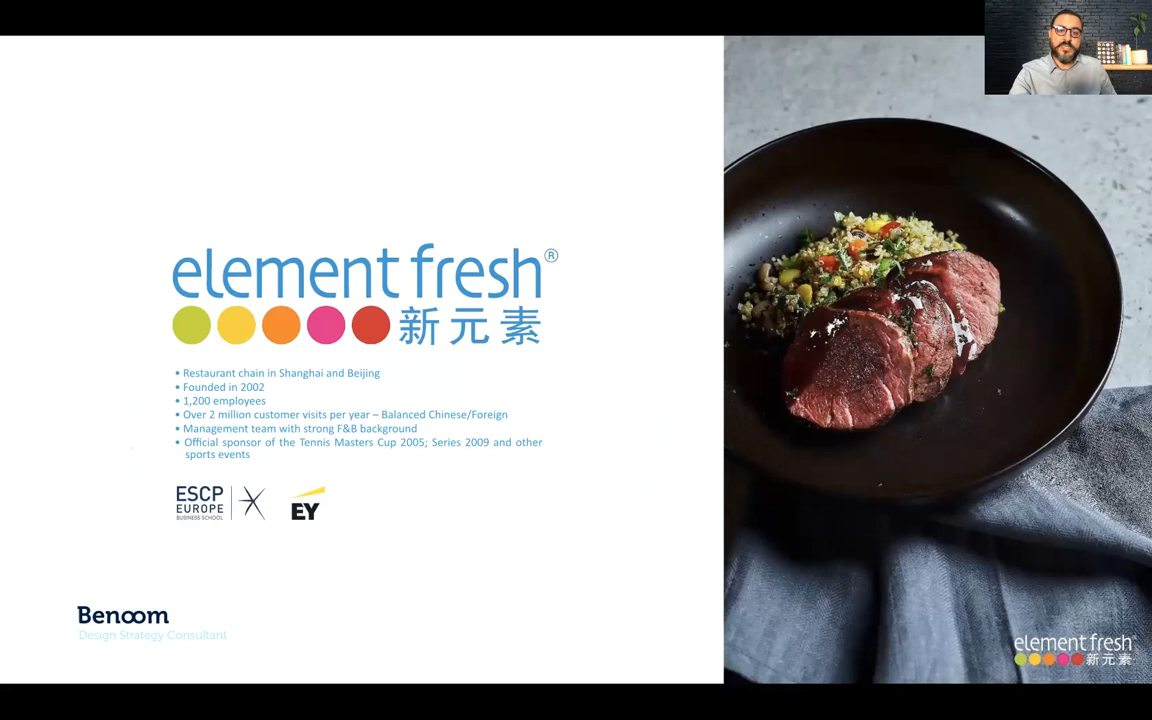 element fresh®
新元素
• Restaurant chain in Shanghai and Beijing
• Founded in 2002
• 1,200 employees
• Over 2 million customer visits per year – Balanced Chinese/Foreign
• Management team with strong F&B background
• Official sponsor of the Tennis Masters Cup 2005; Series 2009 and other
sports events
ESCP
EUROPE
BUSINESS SCHOOL
EY
Benoom
Design Strategy Consultant
element fresh®
新元素